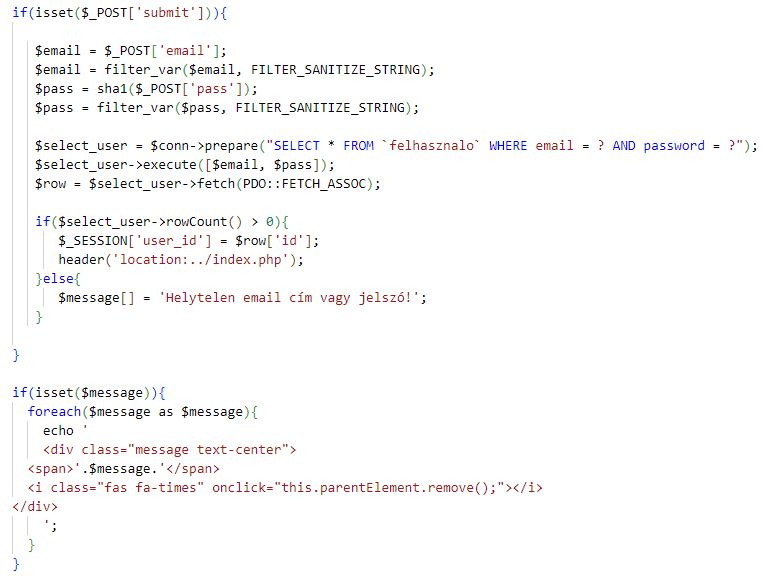 if(isset($_POST['submit'])){
$email = $_POST['email'];
$email = filter_var($email, FILTER_SANITIZE_STRING);
$pass = sha1($_POST['pass']);
$pass = filter_var($pass, FILTER_SANITIZE_STRING);
$select_user = $conn->prepare("SELECT * FROM `felhasznalo` WHERE email = ? AND password = ?");
$select_user->execute([$email, $pass]);
$row = $select_user->fetch(PDO::FETCH_ASSOC);
if($select_user->rowCount() > 0){
$_SESSION['user_id'] = $row['id'];
header('location:../index.php');
}else{
$message[] = 'Helytelen email cím vagy jelszó!';
}
}
if(isset($message)){
foreach($message as $message){
echo '
<div class="message text-center">
<span>'.$message.'</span>
<i class="fas fa-times" onclick="this.parentElement.remove();"></i>
</div>
';
}
}